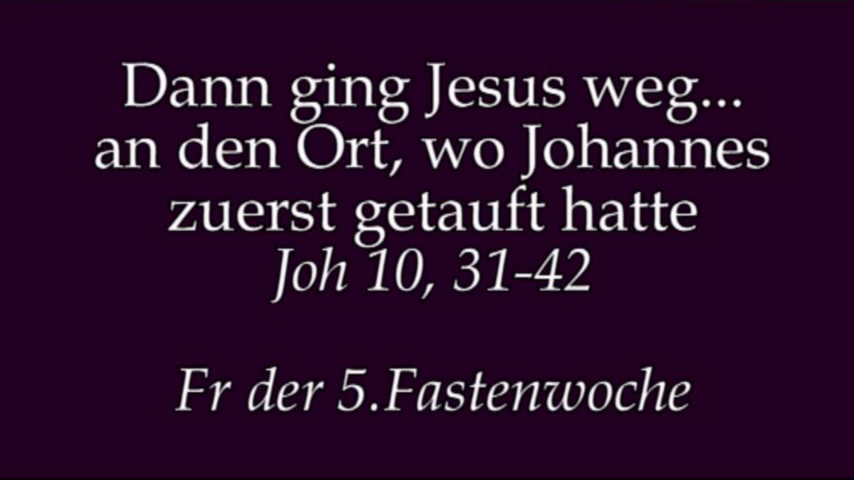 Dann ging Jesus weg...
an den Ort, wo Johannes
zuerst getauft hatte
Joh 10, 31-42
Fr der 5.Fastenwoche